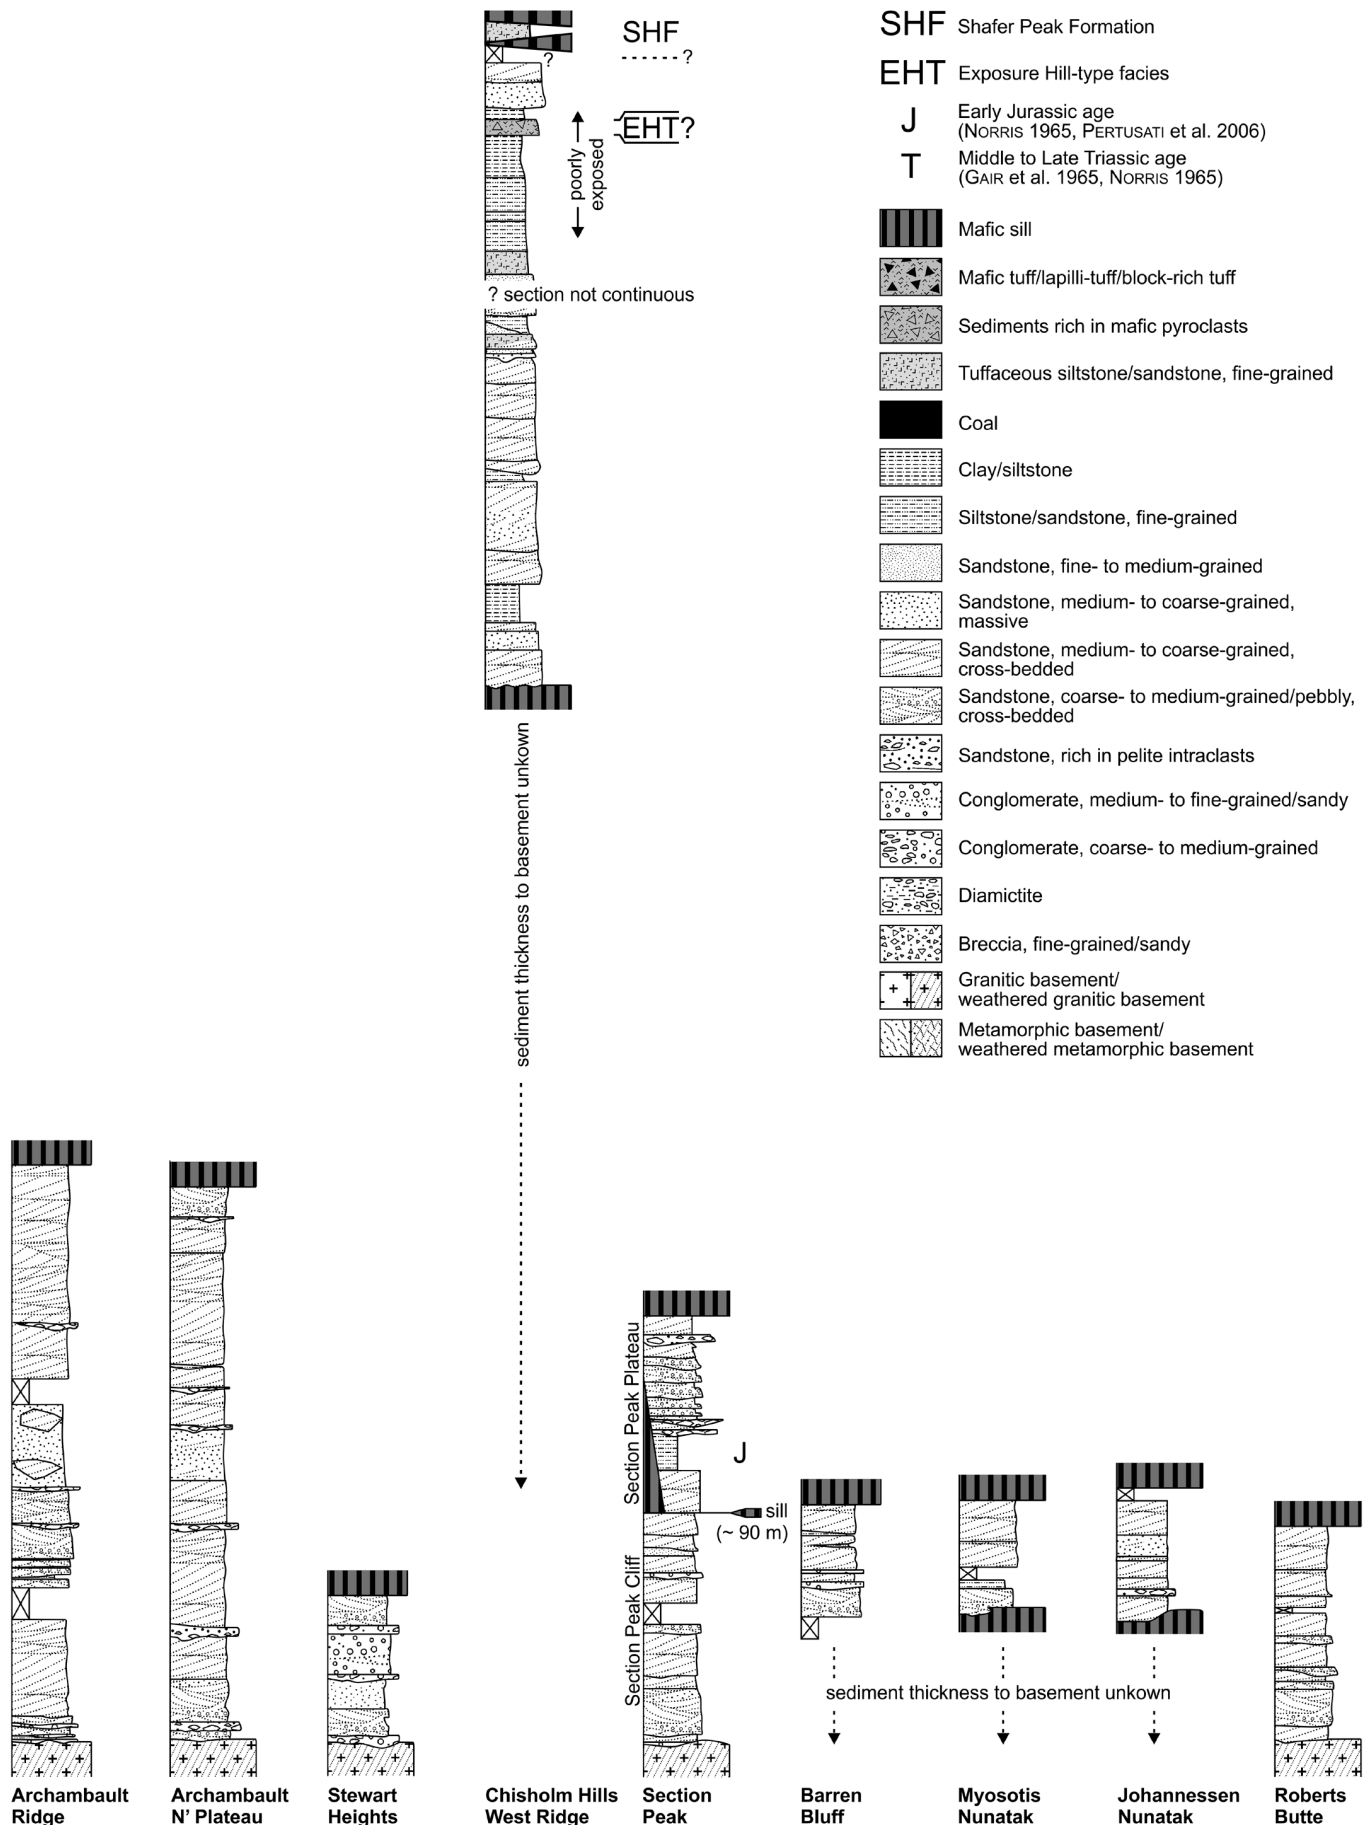 SHF
?
?
EHT?
poorly
exposed
? section not continuous
sediment thickness to basement unkown
SHF Shafer Peak Formation
EHT Exposure Hill-type facies
J Early Jurassic age
(NORRIS 1965, PERTUSATI et al. 2006)
T Middle to Late Triassic age
(GAIR et al. 1965, NORRIS 1965)
Mafic sill
Mafic tuff/lapilli-tuff/block-rich tuff
Sediments rich in mafic pyroclasts
Tuffaceous siltstone/sandstone, fine-grained
Coal
Clay/siltstone
Siltstone/sandstone, fine-grained
Sandstone, fine- to medium-grained
Sandstone, medium- to coarse-grained,
massive
Sandstone, medium- to coarse-grained,
cross-bedded
Sandstone, coarse- to medium-grained/pebbly,
cross-bedded
Sandstone, rich in pelite intraclasts
Conglomerate, medium- to fine-grained/sandy
Conglomerate, coarse- to medium-grained
Diamictite
Breccia, fine-grained/sandy
Granitic basement/
weathered granitic basement
Metamorphic basement/
weathered metamorphic basement
Section Peak Plateau
J
sill
(~ 90 m)
Section Peak Cliff
sediment thickness to basement unkown
Archambault
Ridge
Archambault
N' Plateau
Stewart
Heights
Chisholm Hills
West Ridge
Section
Peak
Barren
Bluff
Myosotis
Nunatak
Johannessen
Nunatak
Roberts
Butte